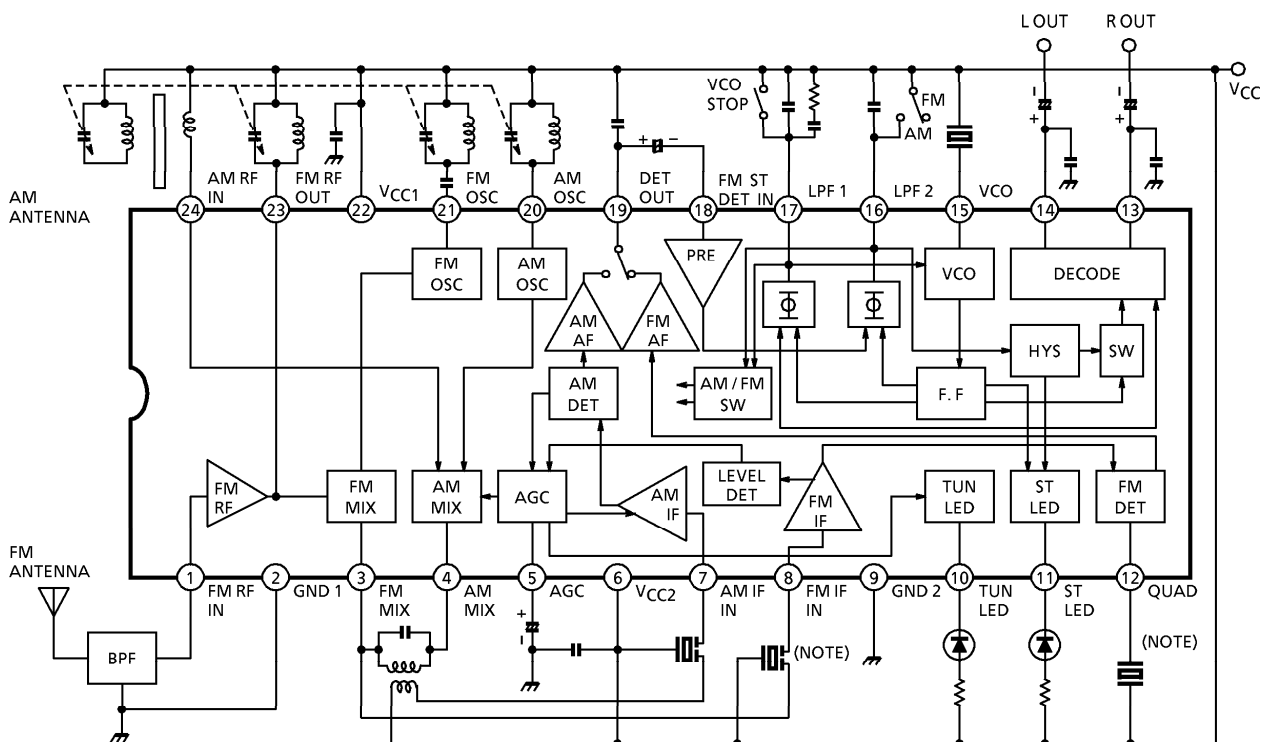 L OUT
R OUT
VCC
VCO
STOP
FM
AM
+
−
+
+
AM
ANTENNA
AM RF
IN
FM RF
OUT
VCC1
FM
OSC
AM
OSC
DET
OUT
FM ST
DET IN
LPF 1
LPF 2
VCO
24
23
22
21
20
19
18
17
16
15
14
13
FM
OSC
AM
OSC
PRE
VCO
DECODE
AM
AF
FM
AF
HYS
SW
AM
DET
AM / FM
SW
F. F
FM
RF
FM
MIX
AM
MIX
AGC
AM
IF
LEVEL
DET
FM
IF
TUN
LED
ST
LED
FM
DET
FM
ANTENNA
1
2
3
4
5
6
7
8
9
10
11
12
FM RF
IN
GND 1
FM
MIX
AM
MIX
AGC
VCC2
AM IF
IN
FM IF
IN
GND 2
TUN
LED
ST
LED
QUAD
+
BPF
(NOTE)
(NOTE)